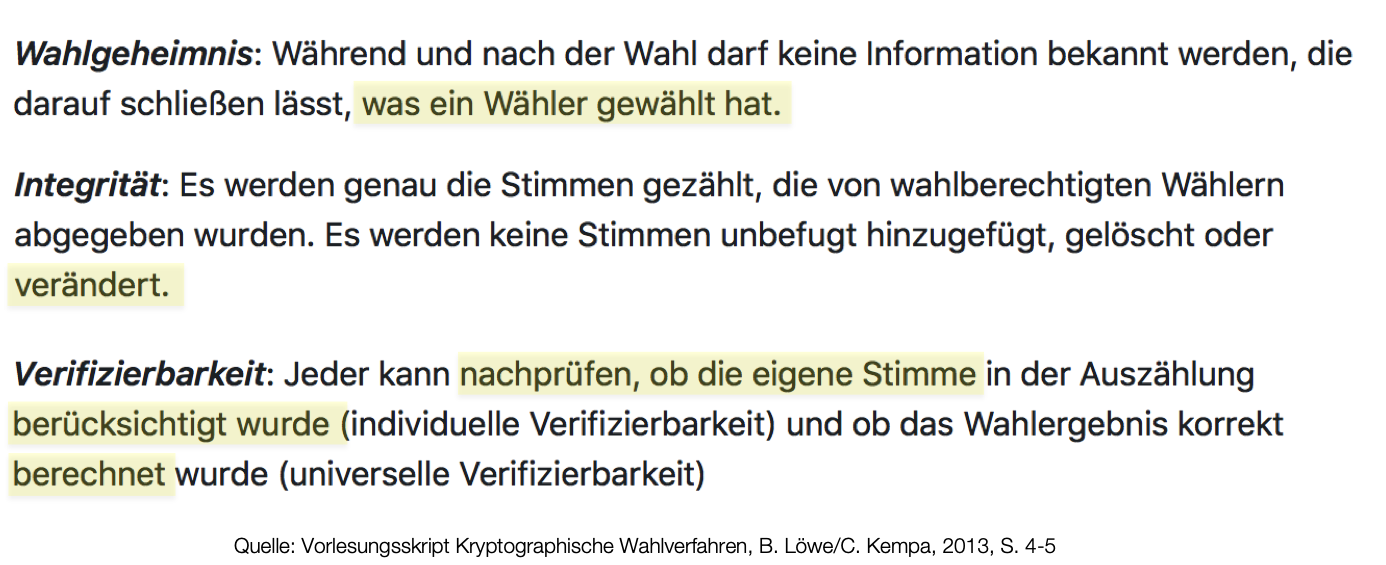 Wahlgeheimnis: Während und nach der Wahl darf keine Information bekannt werden, die
darauf schließen lässt, was ein Wähler gewählt hat.
Integrität: Es werden genau die Stimmen gezählt, die von wahlberechtigten Wählern
abgegeben wurden. Es werden keine Stimmen unbefugt hinzugefügt, gelöscht oder
verändert.
Verifizierbarkeit: Jeder kann nachprüfen, ob die eigene Stimme in der Auszählung
berücksichtigt wurde (individuelle Verifizierbarkeit) und ob das Wahlergebnis korrekt
berechnet wurde (universelle Verifizierbarkeit)
Quelle: Vorlesungsskript Kryptographische Wahlverfahren, B. Löwe/C. Kempa, 2013, S. 4-5